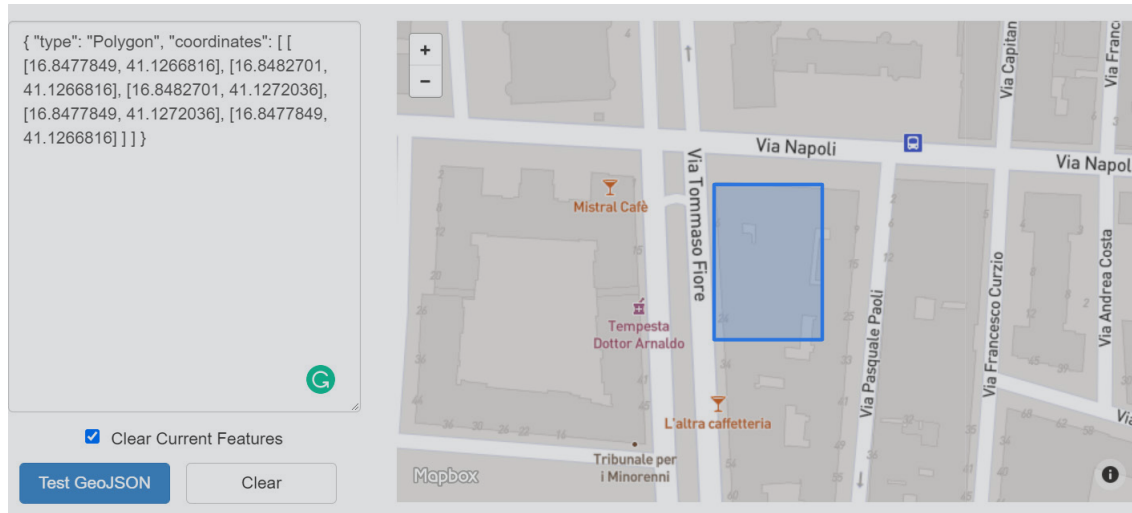 { "type": "Polygon", "coordinates": [ [
[16.8477849, 41.1266816], [16.8482701,
41.1266816], [16.8482701, 41.1272036],
[16.8477849, 41.1272036], [16.8477849,
41.1266816] ] ] }
Clear Current Features
Test GeoJSON
Clear
+
−
Via Capitan
Via Franc
Via Napoli
Via Napol
Mistral Cafè
Via Tommaso Fiore
Tempesta
Dottor Arnaldo
Via Pasquale Paoli
Via Francesco Curzio
Via Andrea Costa
L'altra caffetteria
Via
Tribunale per
i Minorenni
Mapbox